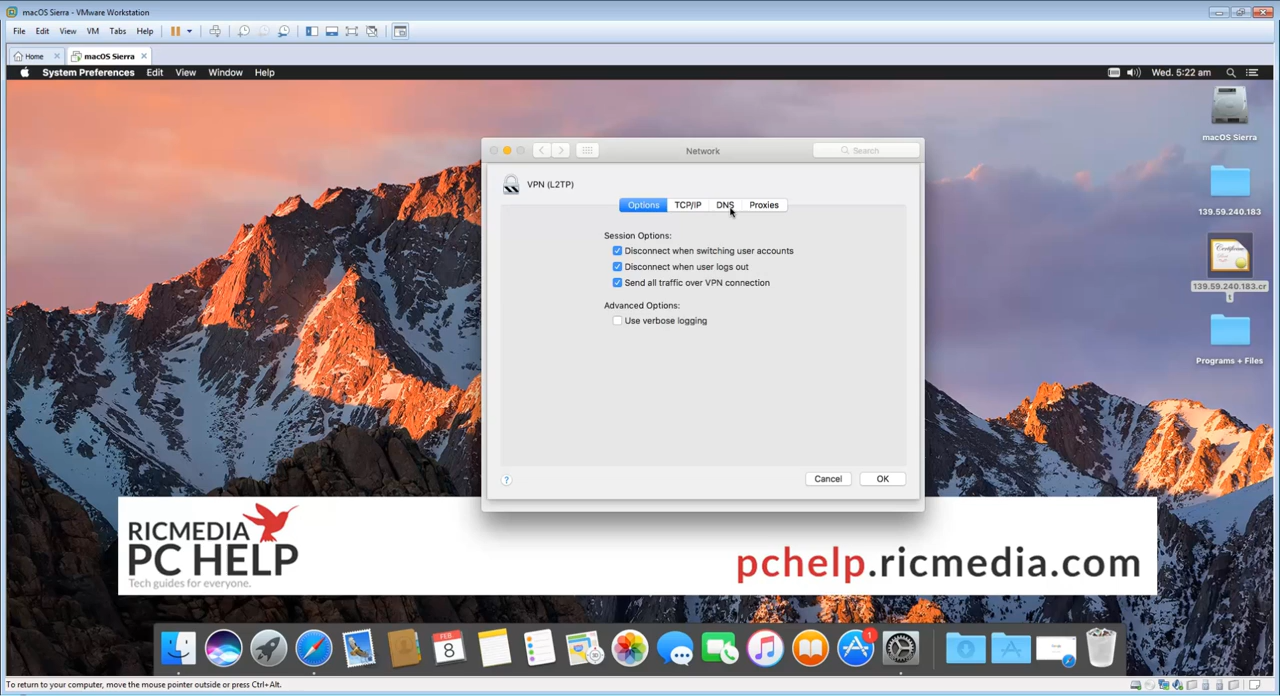 macOS Sierra - VMware Workstation
File Edit View VM Tabs Help
Home macOS Sierra
System Preferences Edit View Window Help Wed. 5:22 am
macOS Sierra
139.59.240.183
139.59.240.183.cr
t
Programs + Files
Network Search
VPN (L2TP)
Options TCP/IP DNS Proxies
Session Options:
Disconnect when switching user accounts
Disconnect when user logs out
Send all traffic over VPN connection
Advanced Options:
Use verbose logging
? Cancel OK
RICMEDIA
PC HELP
Tech guides for everyone.
pchelp.ricmedia.com
FEB
8
1
To return to your computer, move the mouse pointer outside or press Ctrl+Alt.